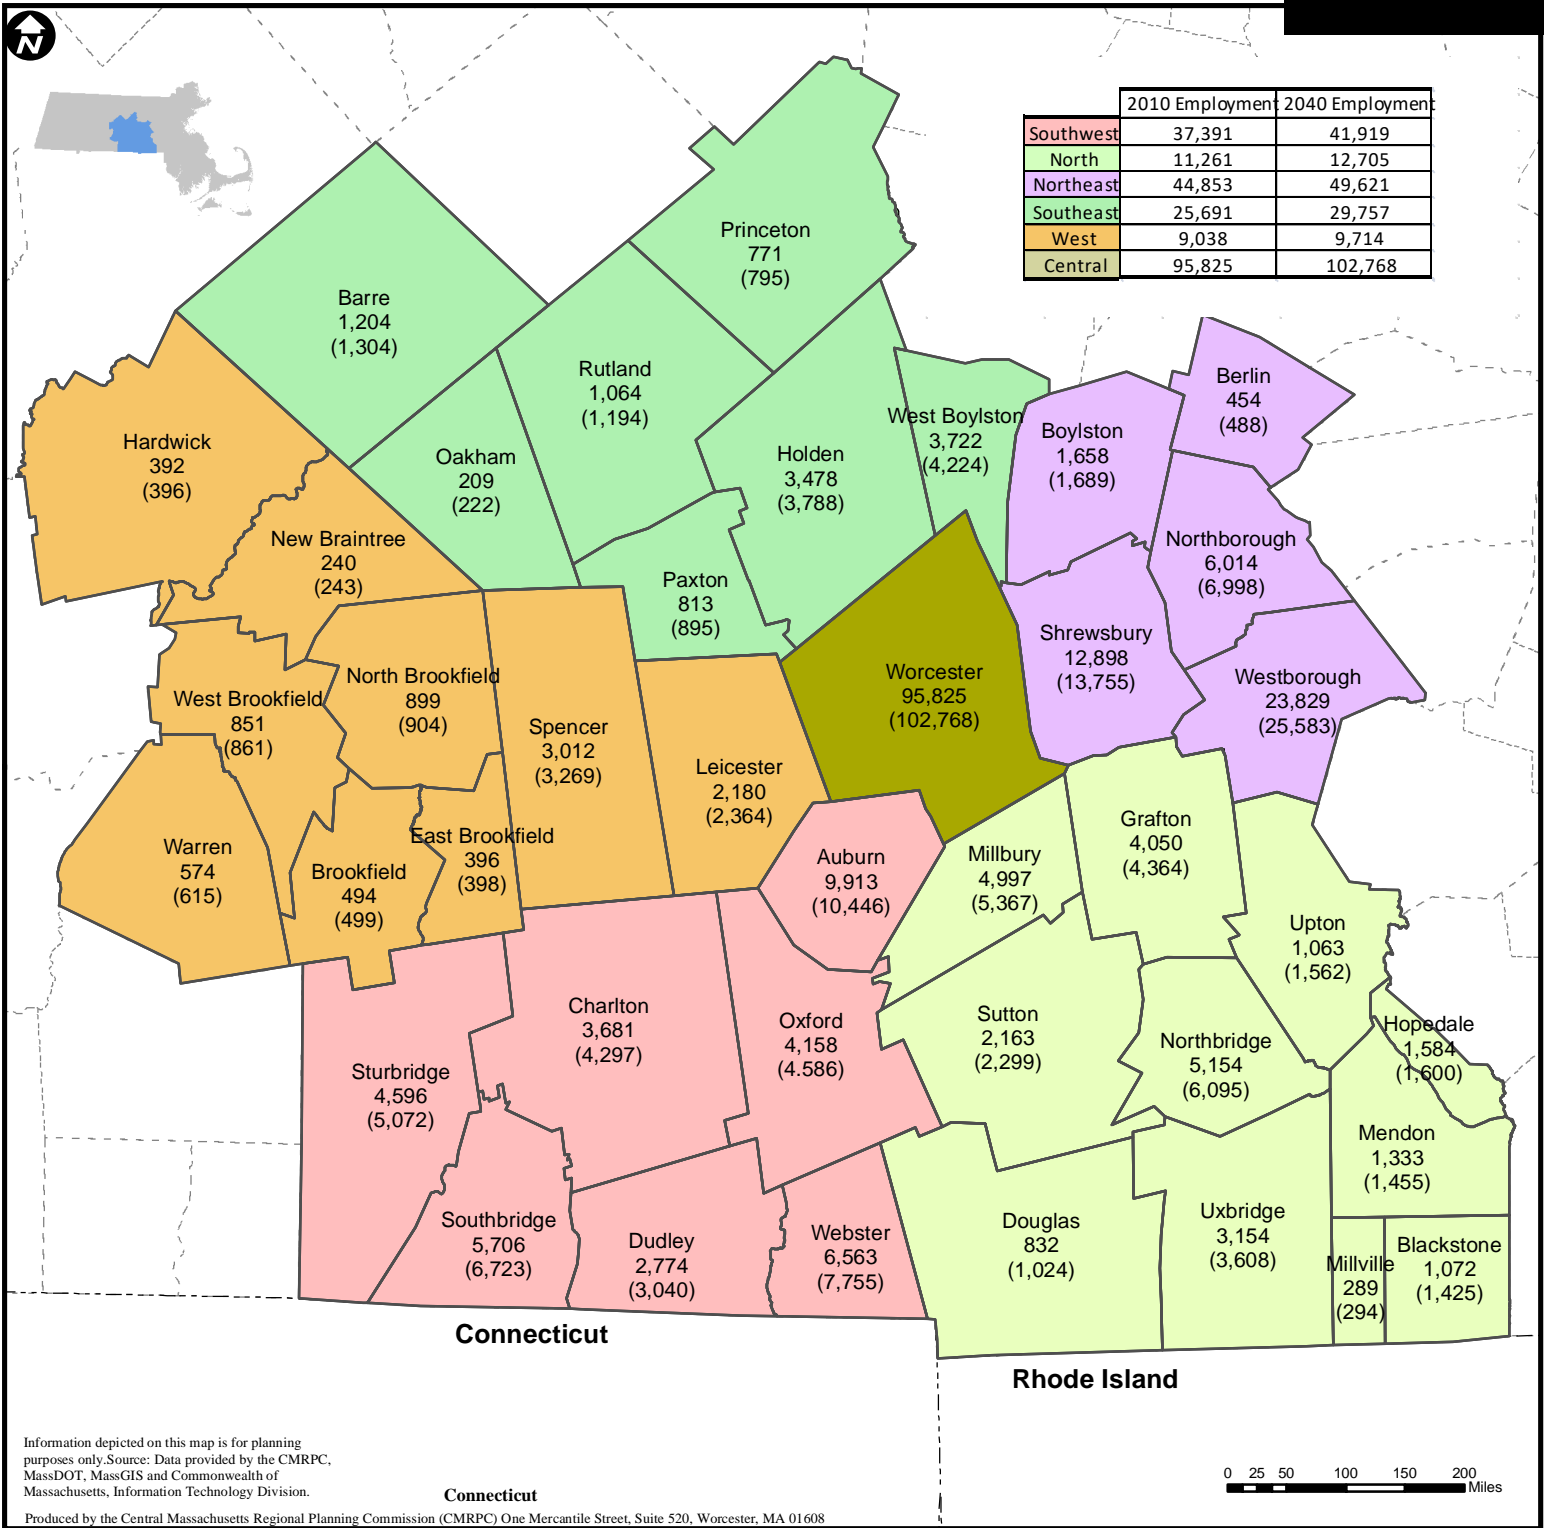 N
2010 Employment 2040 Employment
Southwest 37,391 41,919
North 11,261 12,705
Northeast 44,853 49,621
Southeast 25,691 29,757
West 9,038 9,714
Central 95,825 102,768
Princeton
771
(795)
Barre
1,204
(1,304)
Rutland
1,064
(1,194)
Berlin
454
(488)
West Boylston
3,722
(4,224)
Boylston
1,658
(1,689)
Hardwick
392
(396)
Oakham
209
(222)
Holden
3,478
(3,788)
New Braintree
240
(243)
Northborough
6,014
(6,998)
Paxton
813
(895)
Shrewsbury
12,898
(13,755)
Worcester
95,825
(102,768)
Westborough
23,829
(25,583)
North Brookfield
899
(904)
West Brookfield
851
(861)
Spencer
3,012
(3,269)
Leicester
2,180
(2,364)
Grafton
4,050
(4,364)
East Brookfield
396
(398)
Warren
574
(615)
Brookfield
494
(499)
Auburn
9,913
(10,446)
Millbury
4,997
(5,367)
Upton
1,063
(1,562)
Charlton
3,681
(4,297)
Oxford
4,158
(4.586)
Sutton
2,163
(2,299)
Hopedale
1,584
(1,600)
Northbridge
5,154
(6,095)
Sturbridge
4,596
(5,072)
Mendon
1,333
(1,455)
Southbridge
5,706
(6,723)
Dudley
2,774
(3,040)
Webster
6,563
(7,755)
Douglas
832
(1,024)
Uxbridge
3,154
(3,608)
Millville
289
(294)
Blackstone
1,072
(1,425)
Connecticut
Rhode Island
Information depicted on this map is for planning
purposes only.Source: Data provided by the CMRPC,
MassDOT, MassGIS and Commonwealth of
Massachusetts, Information Technology Division.
Connecticut
Produced by the Central Massachusetts Regional Planning Commission (CMRPC) One Mercantile Street, Suite 520, Worcester, MA 01608
0 25 50 100 150 200
Miles